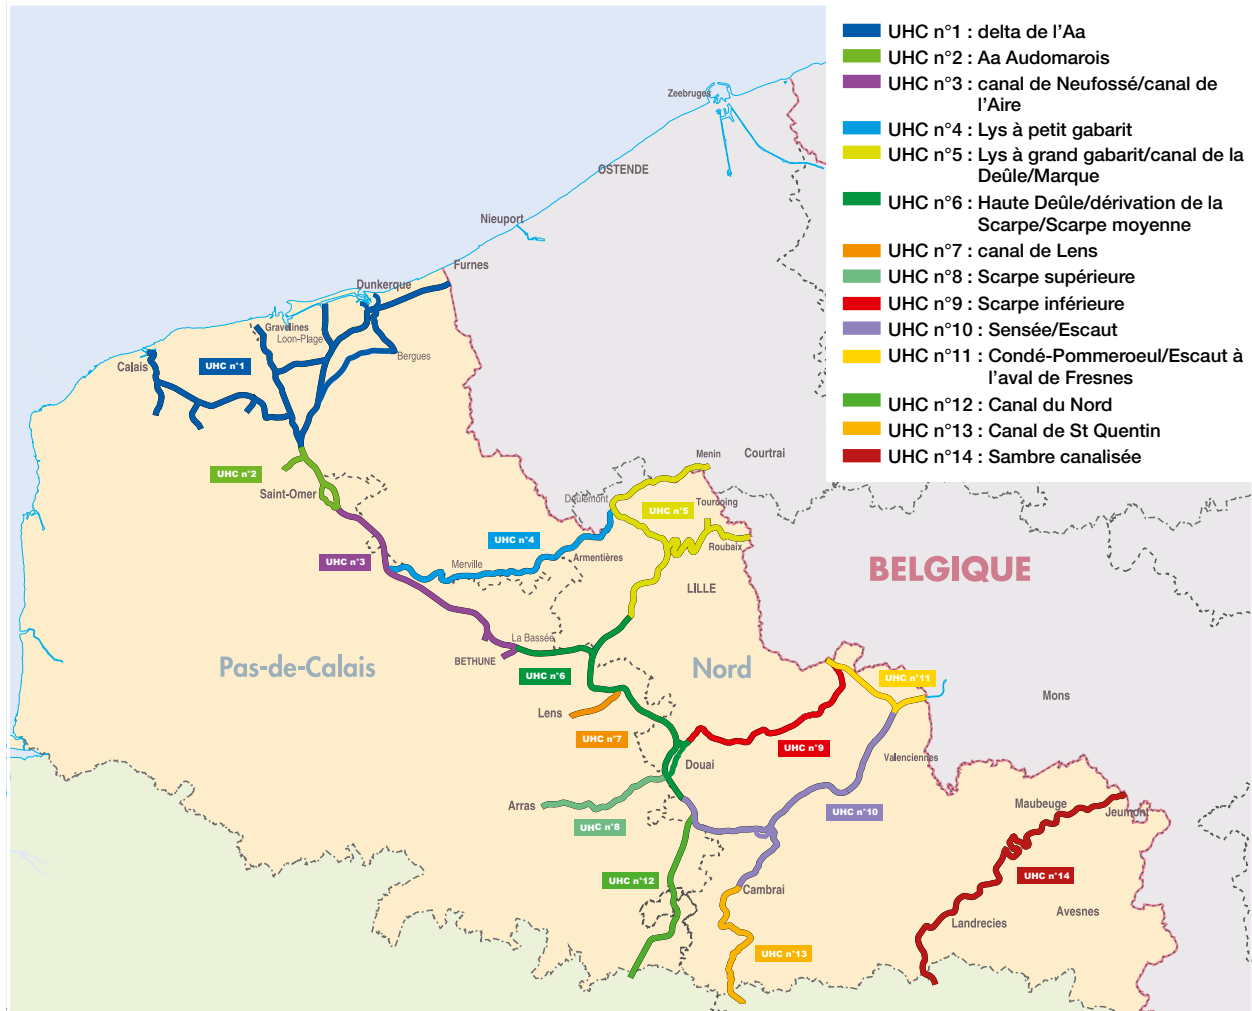 UHC n°1 : delta de l'Aa
UHC n°2 : Aa Audomarois
UHC n°3 : canal de Neufossé/canal de
l'Aire
UHC n°4 : Lys à petit gabarit
UHC n°5 : Lys à grand gabarit/canal de la
Deûle/Marque
UHC n°6 : Haute Deûle/dérivation de la
Scarpe/Scarpe moyenne
UHC n°7 : canal de Lens
UHC n°8 : Scarpe supérieure
UHC n°9 : Scarpe inférieure
UHC n°10 : Sensée/Escaut
UHC n°11 : Condé-Pommeroeul/Escaut à
l'aval de Fresnes
UHC n°12 : Canal du Nord
UHC n°13 : Canal de St Quentin
UHC n°14 : Sambre canalisée
Zeebruges
OSTENDE
Nieuport
Furnes
Dunkerque
Gravelines
Loon-Plage
Bergues
Calais
UHC n°1
UHC n°2
Saint-Omer
Menin
Courtrai
Deulemont
Tourcoing
UHC n°5
UHC n°4
Roubaix
Armentières
UHC n°3
Merville
BELGIQUE
LILLE
La Bassée
BETHUNE
Pas-de-Calais
Nord
UHC n°6
UHC n°11
Mons
Lens
UHC n°7
UHC n°9
Valenciennes
Douai
Arras
UHC n°8
UHC n°10
Maubeuge
Jeumont
UHC n°12
Cambrai
UHC n°14
Landrecies
Avesnes
UHC n°13